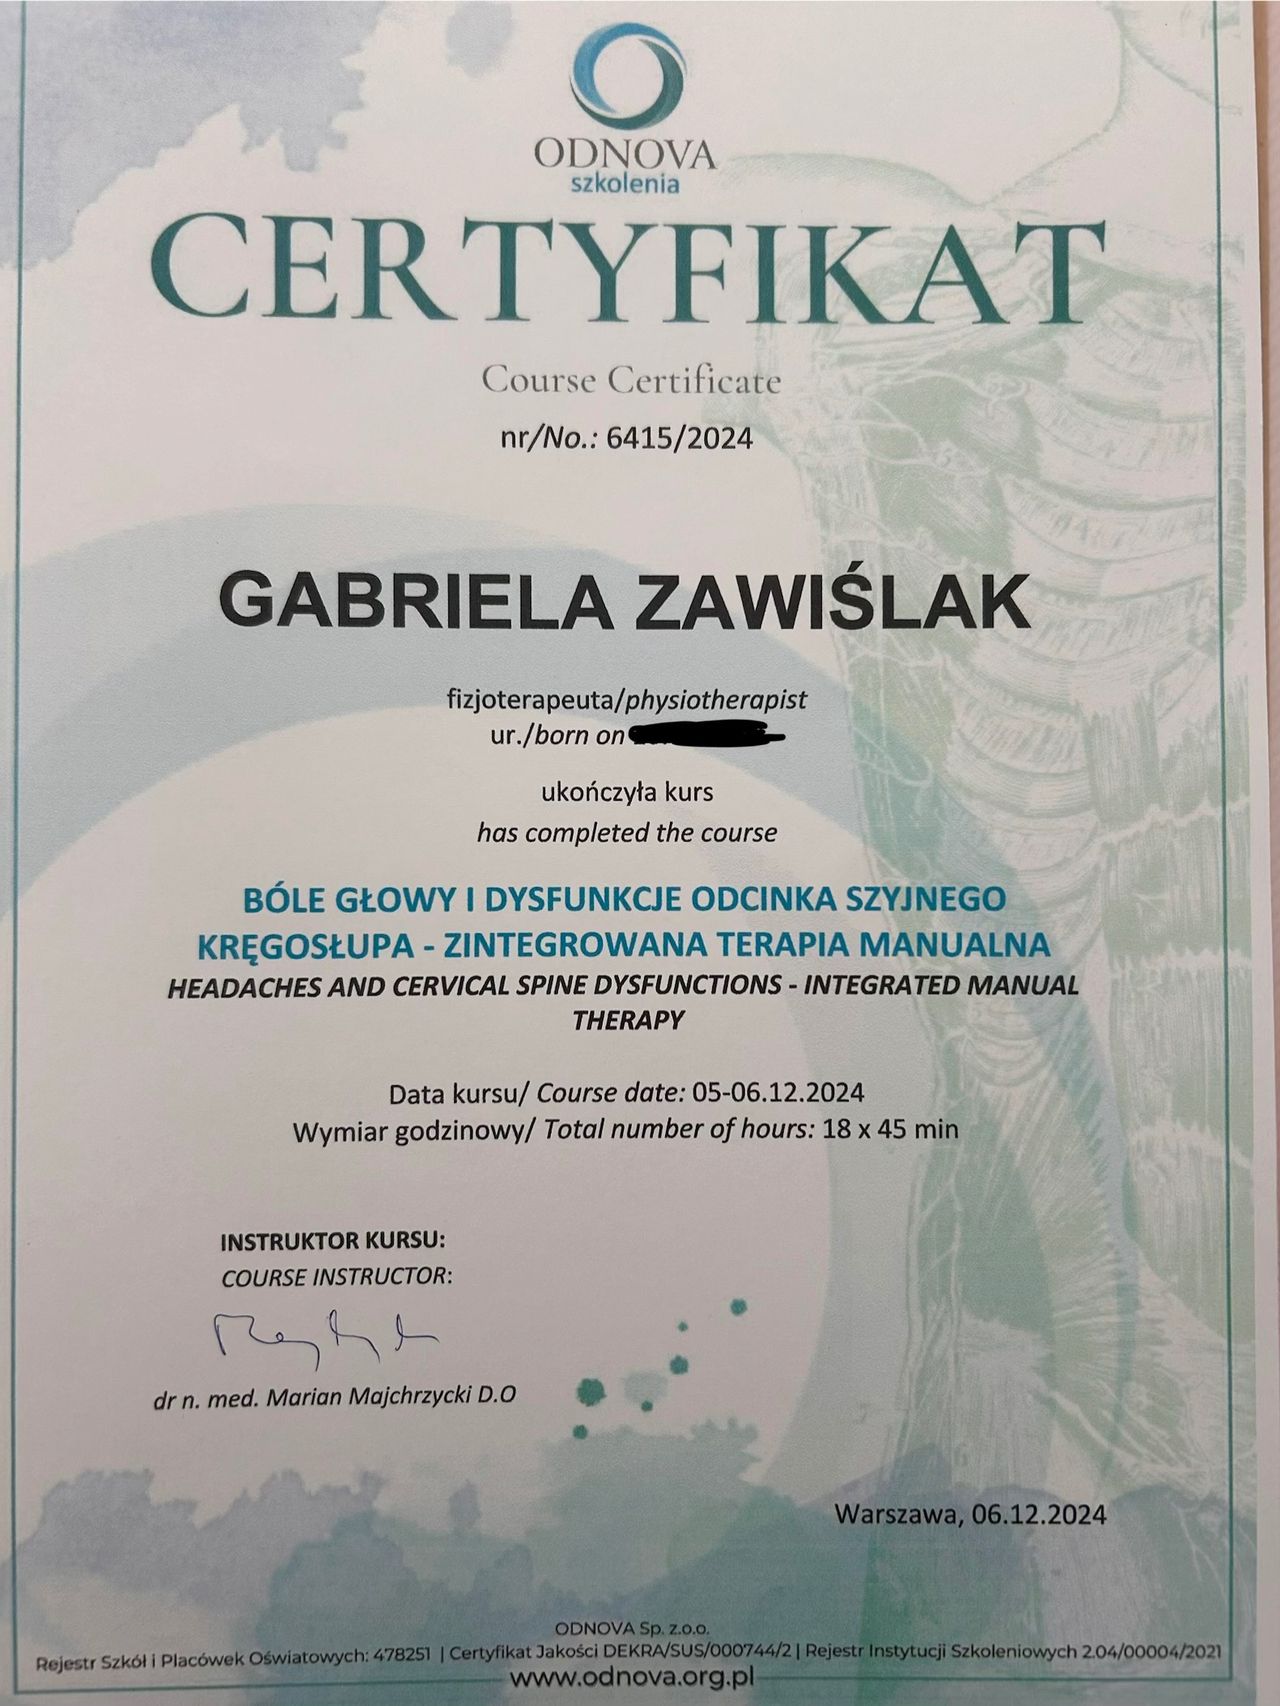 ODNOVA
szkolenia
CERTYFIKAT
Course Certificate
nr/No.: 6415/2024
GABRIELA ZAWIŚLAK
fizjoterapeuta/physiotherapist
ur./born on
ukończyła kurs
has completed the course
BÓLE GŁOWY I DYSFUNKCJE ODCINKA SZYJNEGO
KRĘGOSŁUPA - ZINTEGROWANA TERAPIA MANUALNA
HEADACHES AND CERVICAL SPINE DYSFUNCTIONS - INTEGRATED MANUAL
THERAPY
Data kursu/ Course date: 05-06.12.2024
Wymiar godzinowy/ Total number of hours: 18 x 45 min
INSTRUKTOR KURSU:
COURSE INSTRUCTOR:
dr n. med. Marian Majchrzycki D.O
Warszawa, 06.12.2024
ODNOVA Sp. z.o.o.
Rejestr Szkół i Placówek Oświatowych: 478251 | Certyfikat Jakości DEKRA/SUS/000744/2 | Rejestr Instytucji Szkoleniowych 2.04/00004/2021
www.odnova.org.pl